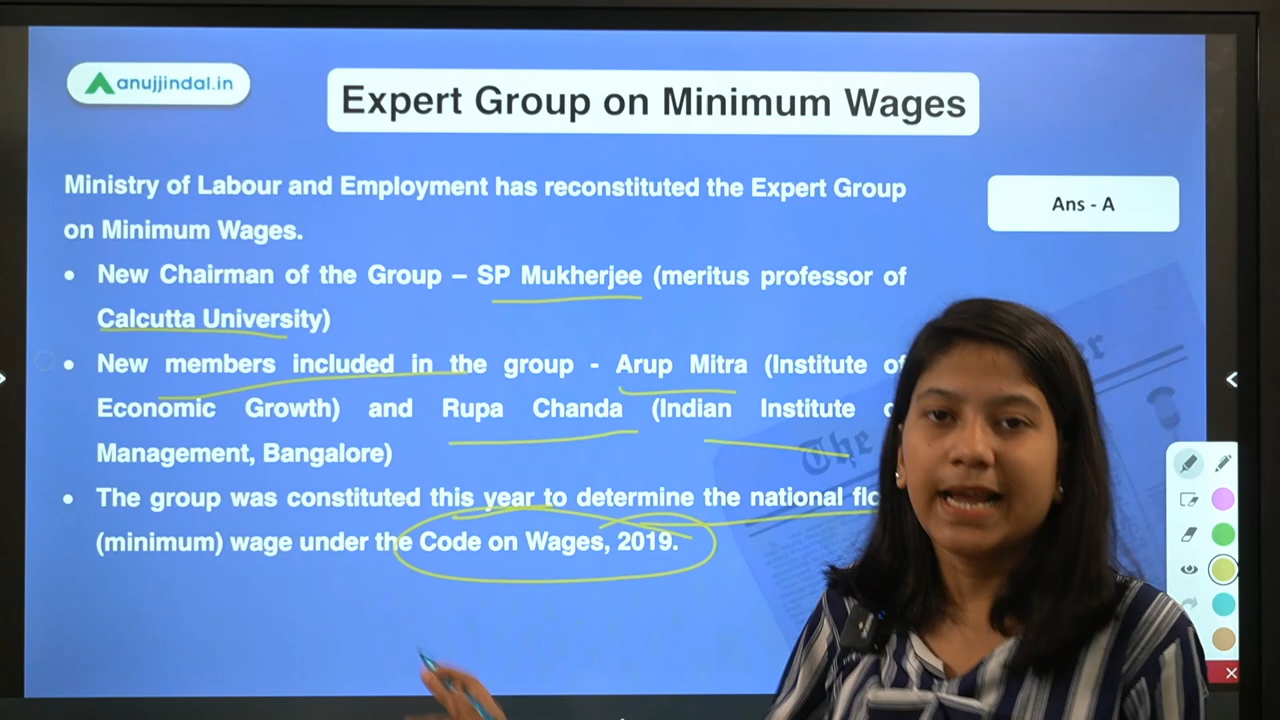 anujjindal.in
Expert Group on Minimum Wages
Ministry of Labour and Employment has reconstituted the Expert Group
on Minimum Wages.
Ans - A
• New Chairman of the Group – SP Mukherjee (meritus professor of
Calcutta University)
• New members included in the group - Arup Mitra (Institute of
Economic Growth) and Rupa Chanda (Indian Institute
Management, Bangalore)
• The group was constituted this year to determine the national
(minimum) wage under the Code on Wages, 2019.
The